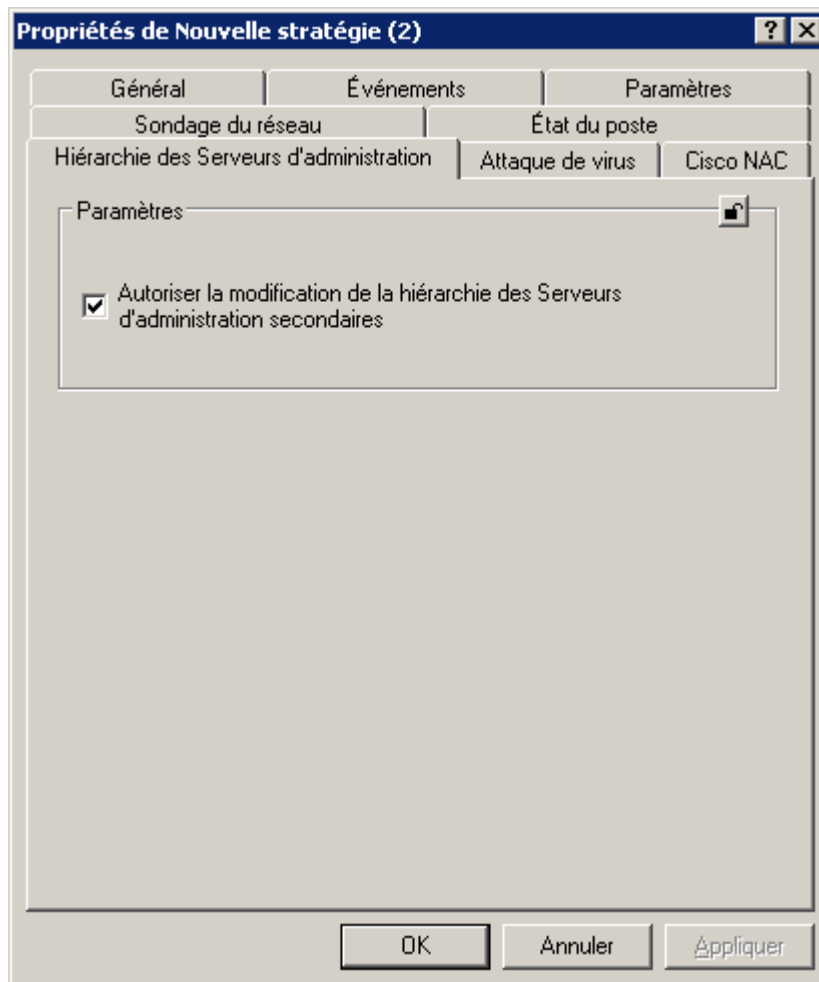 Propriétés de Nouvelle stratégie (2)
Général
Événements
Paramètres
Sondage du réseau
État du poste
Hiérarchie des Serveurs d'administration
Attaque de virus
Cisco NAC
Paramètres
Autoriser la modification de la hiérarchie des Serveurs
d'administration secondaires
OK
Annuler
Appliquer